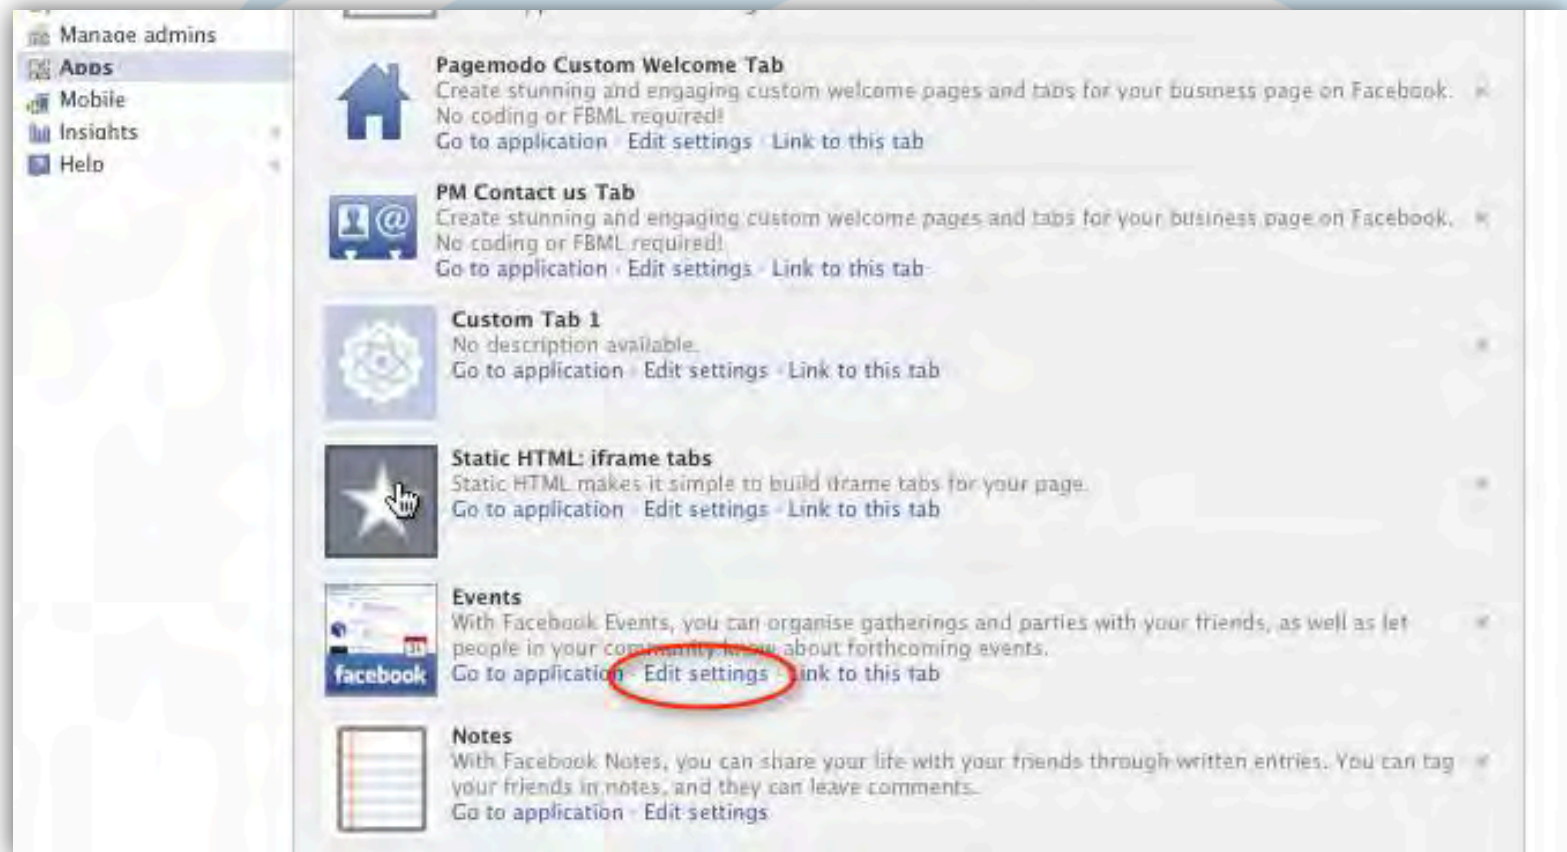 Manage admins
Apps
Mobile
Insights
Help
Pagemodo Custom Welcome Tab
Create stunning and engaging custom welcome pages and tabs for your business page on Facebook.
No coding or FBML required!
Go to application · Edit settings · Link to this tab
PM Contact us Tab
Create stunning and engaging custom welcome pages and tabs for your business page on Facebook.
No coding or FBML required!
Go to application · Edit settings · Link to this tab
Custom Tab 1
No description available.
Go to application · Edit settings · Link to this tab
Static HTML: iframe tabs
Static HTML makes it simple to build iframe tabs for your page.
Go to application · Edit settings · Link to this tab
Events
With Facebook Events, you can organise gatherings and parties with your friends, as well as let
people in your community know about forthcoming events.
facebook
Go to application · Edit settings · Link to this tab
Notes
With Facebook Notes, you can share your life with your friends through written entries. You can tag
your friends in notes, and they can leave comments.
Go to application · Edit settings